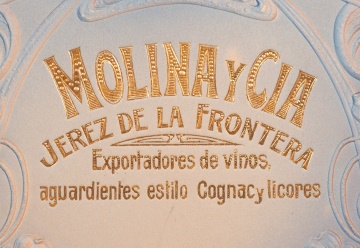 MOLINA Y CIA
JEREZ DE LA FRONTERA
Exportadores de vinos,
aguardientes estilo Cognac y licores